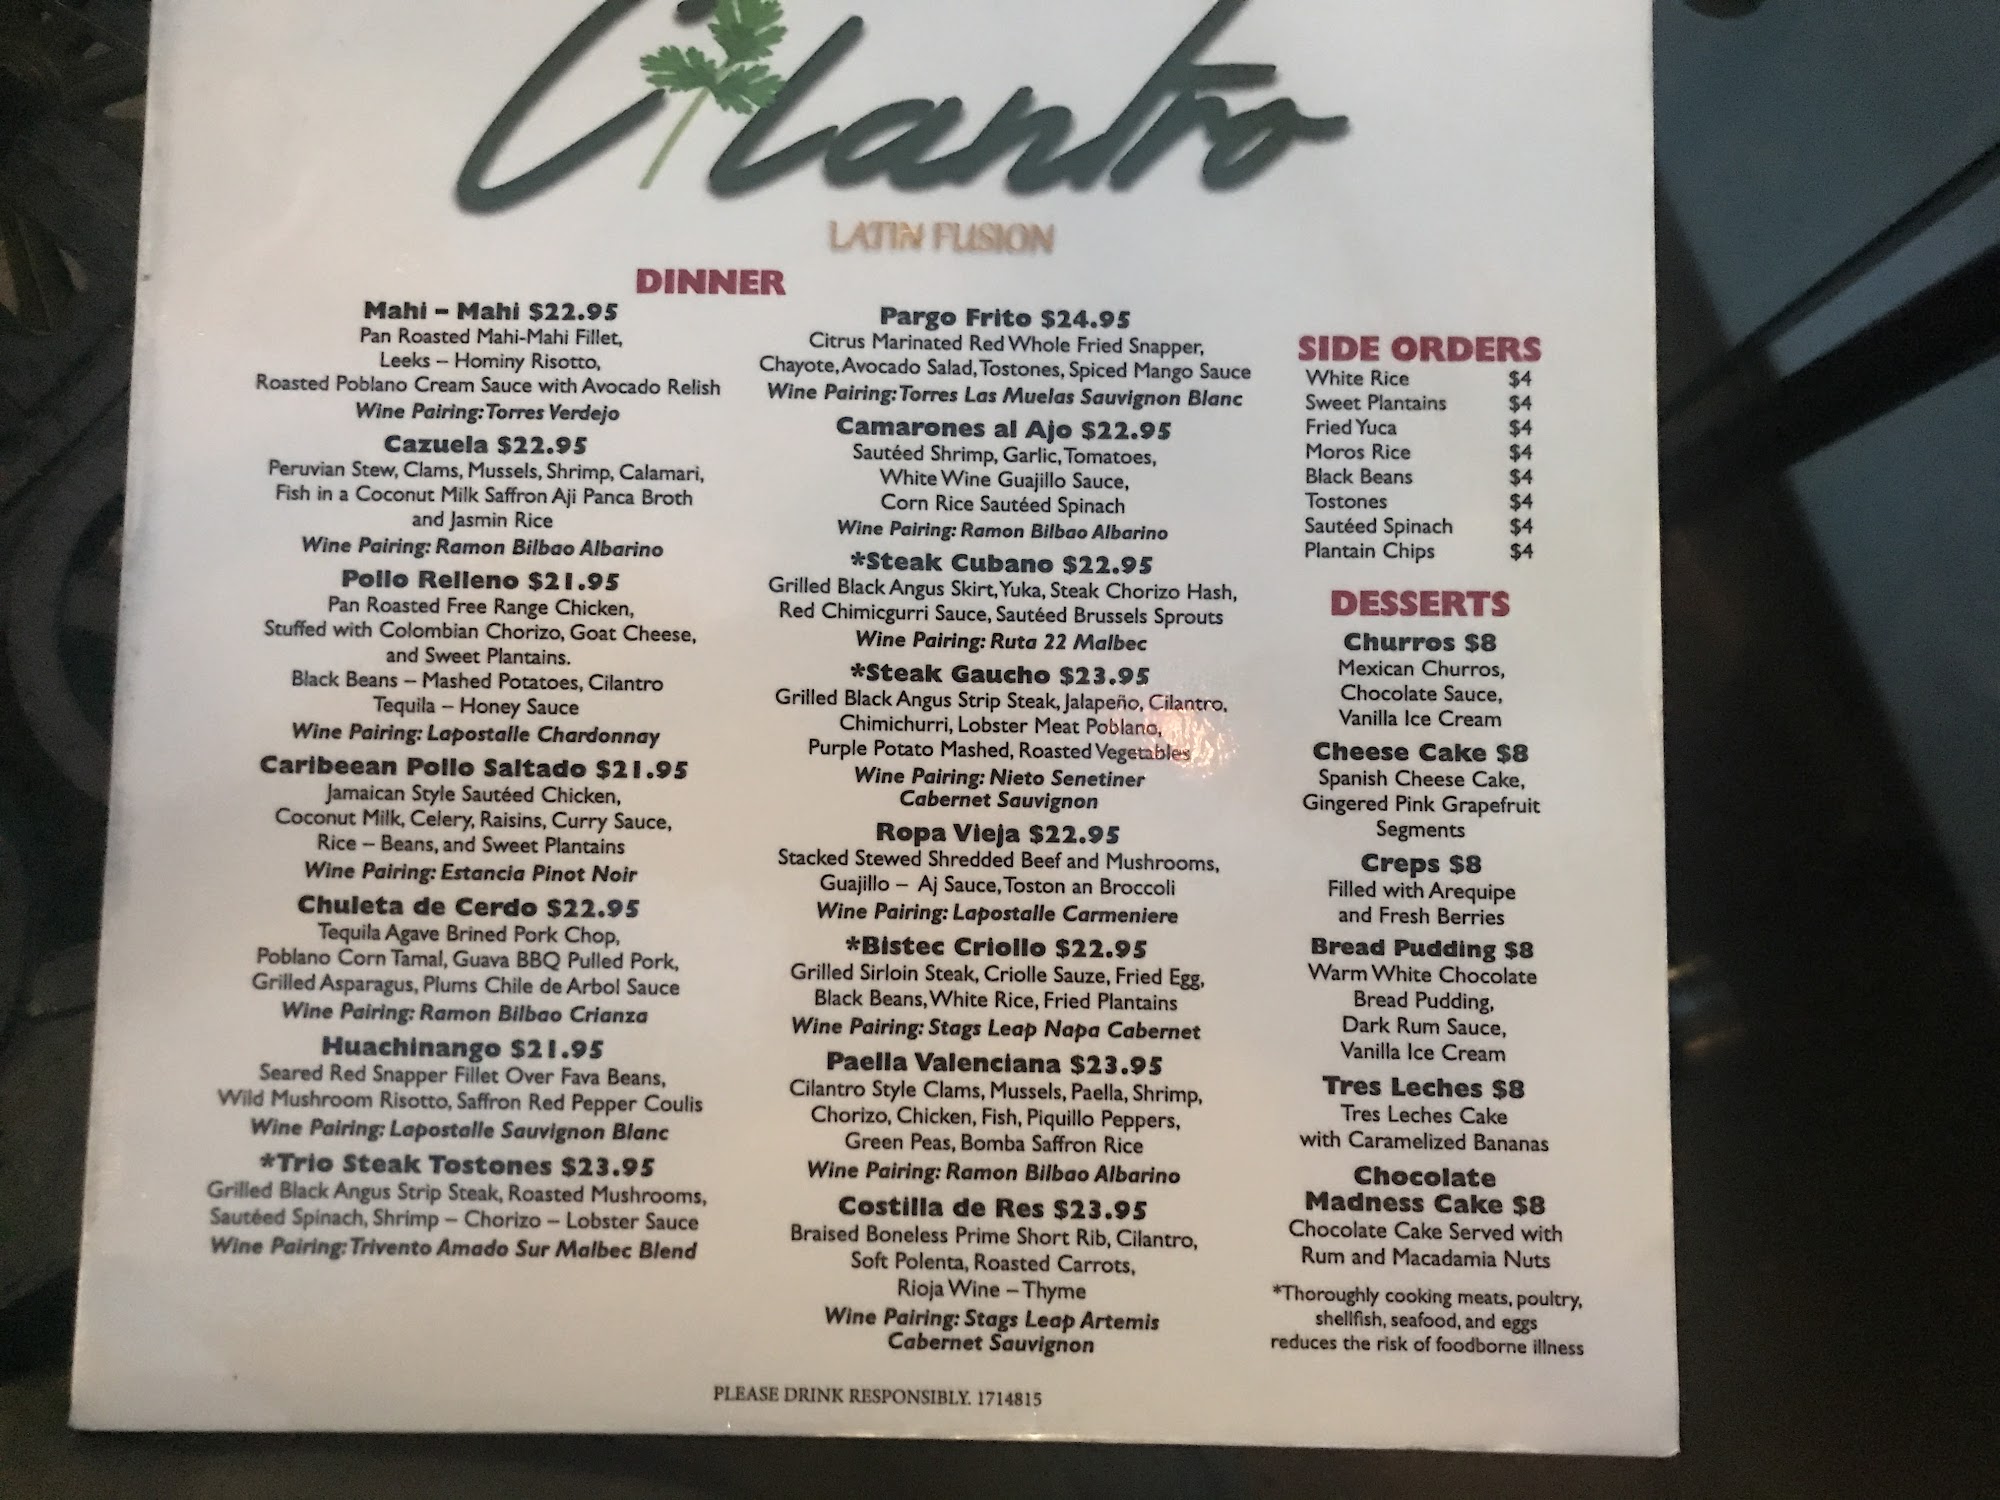 Cilantro
LATIN FUSION
DINNER
Mahi – Mahi $22.95
Pan Roasted Mahi-Mahi Fillet,
Leeks – Hominy Risotto,
Roasted Poblano Cream Sauce with Avocado Relish
Wine Pairing: Torres Verdejo
Cazuela $22.95
Peruvian Stew, Clams, Mussels, Shrimp, Calamari,
Fish in a Coconut Milk Saffron Aji Panca Broth
and Jasmin Rice
Wine Pairing: Ramon Bilbao Albarino
Pollo Relleno $21.95
Pan Roasted Free Range Chicken,
Stuffed with Colombian Chorizo, Goat Cheese,
and Sweet Plantains.
Black Beans – Mashed Potatoes, Cilantro
Tequila – Honey Sauce
Wine Pairing: Lapostalle Chardonnay
Caribeean Pollo Saltado $21.95
Jamaican Style Sautéed Chicken,
Coconut Milk, Celery, Raisins, Curry Sauce,
Rice – Beans, and Sweet Plantains
Wine Pairing: Estancia Pinot Noir
Chuleta de Cerdo $22.95
Tequila Agave Brined Pork Chop,
Poblano Corn Tamal, Guava BBQ Pulled Pork,
Grilled Asparagus, Plums Chile de Arbol Sauce
Wine Pairing: Ramon Bilbao Crianza
Huachinango $21.95
Seared Red Snapper Fillet Over Fava Beans,
Wild Mushroom Risotto, Saffron Red Pepper Coulis
Wine Pairing: Lapostalle Sauvignon Blanc
*Trio Steak Tostones $23.95
Grilled Black Angus Strip Steak, Roasted Mushrooms,
Sautéed Spinach, Shrimp – Chorizo – Lobster Sauce
Wine Pairing: Trivento Amado Sur Malbec Blend
Pargo Frito $24.95
Citrus Marinated Red Whole Fried Snapper,
Chayote, Avocado Salad, Tostones, Spiced Mango Sauce
Wine Pairing: Torres Las Muelas Sauvignon Blanc
Camarones al Ajo $22.95
Sautéed Shrimp, Garlic, Tomatoes,
White Wine Guajillo Sauce,
Corn Rice Sautéed Spinach
Wine Pairing: Ramon Bilbao Albarino
*Steak Cubano $22.95
Grilled Black Angus Skirt, Yuka, Steak Chorizo Hash,
Red Chimicgurri Sauce, Sautéed Brussels Sprouts
Wine Pairing: Ruta 22 Malbec
*Steak Gaucho $23.95
Grilled Black Angus Strip Steak, Jalapeño, Cilantro,
Chimichurri, Lobster Meat Poblano,
Purple Potato Mashed, Roasted Vegetables
Wine Pairing: Nieto Senetiner
Cabernet Sauvignon
Ropa Vieja $22.95
Stacked Stewed Shredded Beef and Mushrooms,
Guajillo – Aj Sauce, Toston an Broccoli
Wine Pairing: Lapostalle Carmeniere
*Bistec Criollo $22.95
Grilled Sirloin Steak, Criolle Sauze, Fried Egg,
Black Beans, White Rice, Fried Plantains
Wine Pairing: Stags Leap Napa Cabernet
Paella Valenciana $23.95
Cilantro Style Clams, Mussels, Paella, Shrimp,
Chorizo, Chicken, Fish, Piquillo Peppers,
Green Peas, Bomba Saffron Rice
Wine Pairing: Ramon Bilbao Albarino
Costilla de Res $23.95
Braised Boneless Prime Short Rib, Cilantro,
Soft Polenta, Roasted Carrots,
Rioja Wine – Thyme
Wine Pairing: Stags Leap Artemis
Cabernet Sauvignon
SIDE ORDERS
White Rice $4
Sweet Plantains $4
Fried Yuca $4
Moros Rice $4
Black Beans $4
Tostones $4
Sautéed Spinach $4
Plantain Chips $4
DESSERTS
Churros $8
Mexican Churros,
Chocolate Sauce,
Vanilla Ice Cream
Cheese Cake $8
Spanish Cheese Cake,
Gingered Pink Grapefruit
Segments
Creps $8
Filled with Arequipe
and Fresh Berries
Bread Pudding $8
Warm White Chocolate
Bread Pudding,
Dark Rum Sauce,
Vanilla Ice Cream
Tres Leches $8
Tres Leches Cake
with Caramelized Bananas
Chocolate
Madness Cake $8
Chocolate Cake Served with
Rum and Macadamia Nuts
*Thoroughly cooking meats, poultry,
shellfish, seafood, and eggs
reduces the risk of foodborne illness
PLEASE DRINK RESPONSIBLY. 1714815